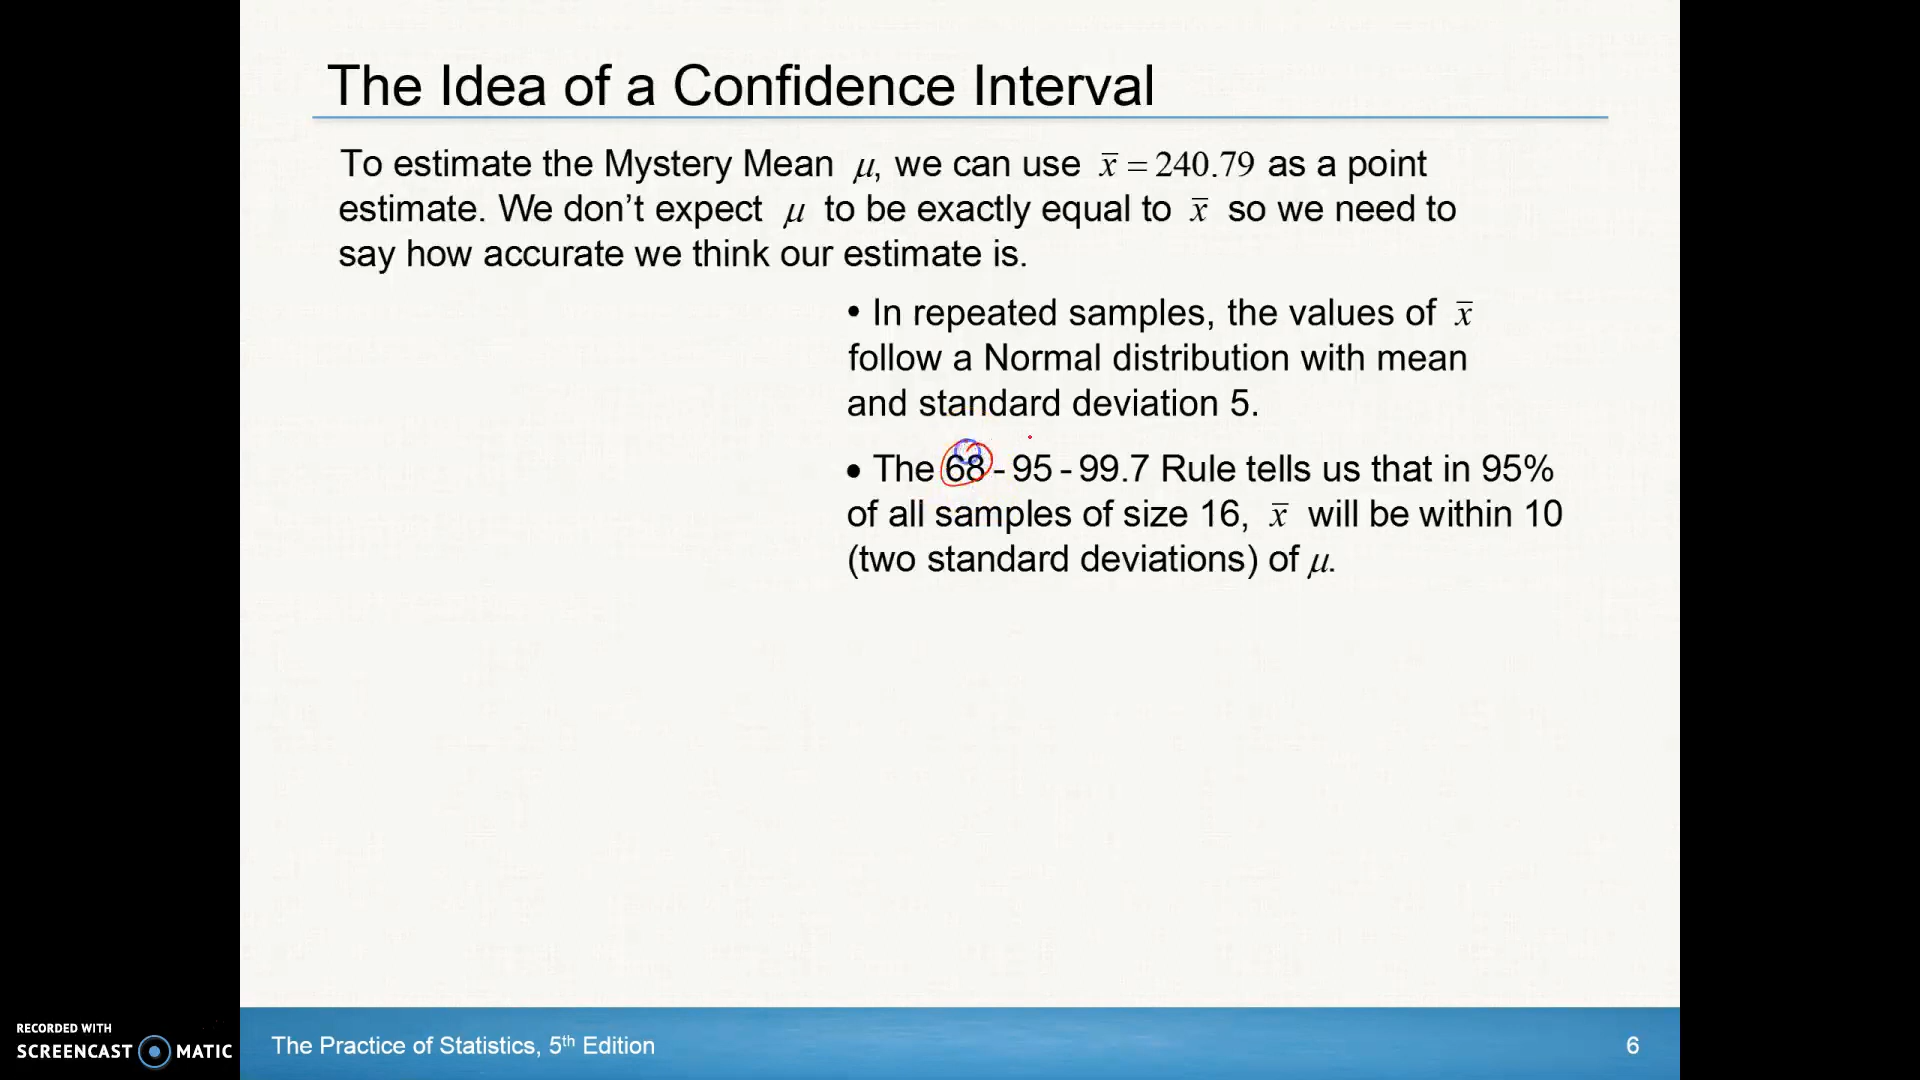 The Idea of a Confidence Interval
To estimate the Mystery Mean μ, we can use x̄ = 240.79 as a point
estimate. We don’t expect μ to be exactly equal to x̄ so we need to
say how accurate we think our estimate is.
• In repeated samples, the values of x̄
follow a Normal distribution with mean
and standard deviation 5.
• The 68 - 95 - 99.7 Rule tells us that in 95%
of all samples of size 16, x̄ will be within 10
(two standard deviations) of μ.
RECORDED WITH
SCREENCAST MATIC
The Practice of Statistics, 5th Edition
6